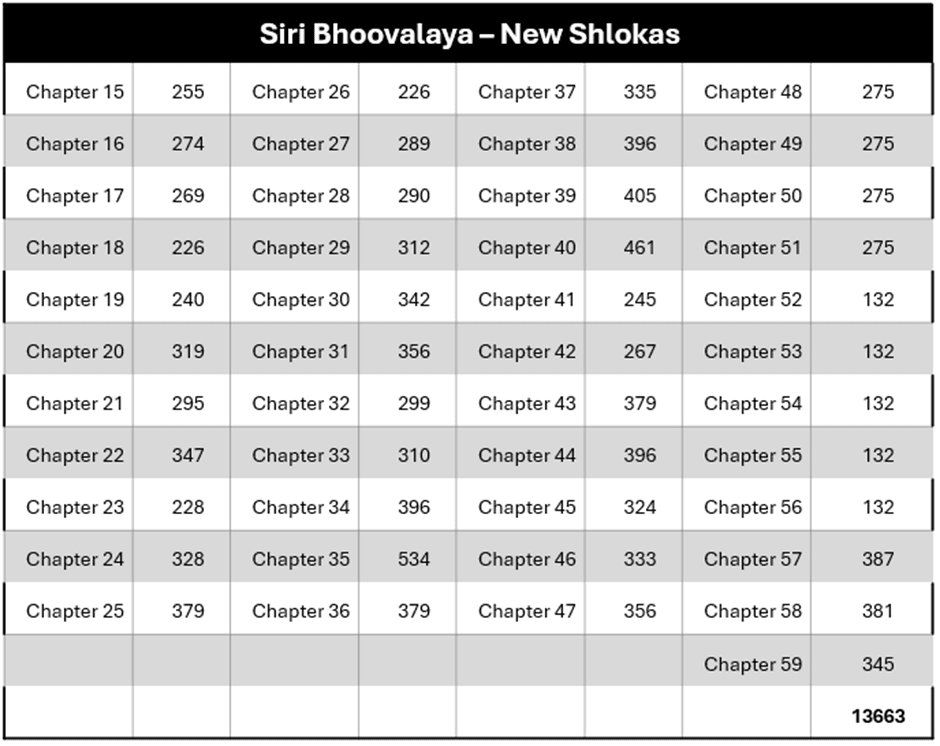 Siri Bhoovalaya – New Shlokas
Chapter 15 255 Chapter 26 226 Chapter 37 335 Chapter 48 275
Chapter 16 274 Chapter 27 289 Chapter 38 396 Chapter 49 275
Chapter 17 269 Chapter 28 290 Chapter 39 405 Chapter 50 275
Chapter 18 226 Chapter 29 312 Chapter 40 461 Chapter 51 275
Chapter 19 240 Chapter 30 342 Chapter 41 245 Chapter 52 132
Chapter 20 319 Chapter 31 356 Chapter 42 267 Chapter 53 132
Chapter 21 295 Chapter 32 299 Chapter 43 379 Chapter 54 132
Chapter 22 347 Chapter 33 310 Chapter 44 396 Chapter 55 132
Chapter 23 228 Chapter 34 396 Chapter 45 324 Chapter 56 132
Chapter 24 328 Chapter 35 534 Chapter 46 333 Chapter 57 387
Chapter 25 379 Chapter 36 379 Chapter 47 356 Chapter 58 381
Chapter 59 345
13663